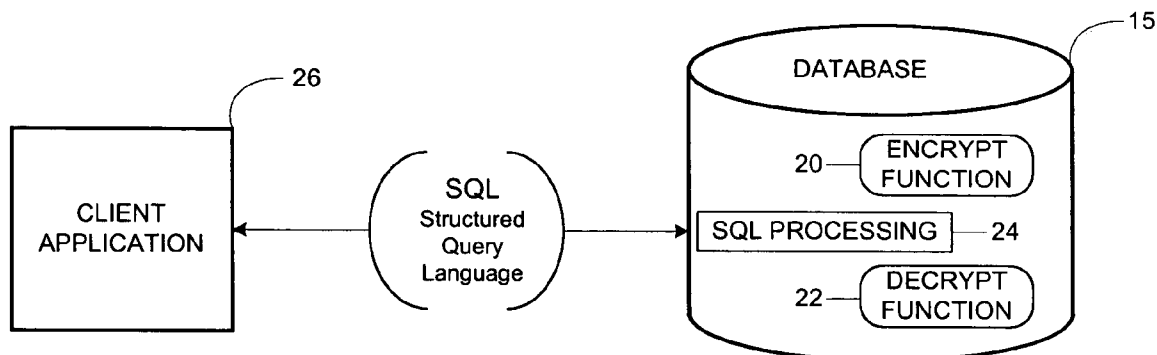 15
26
DATABASE
20
ENCRYPT
FUNCTION
CLIENT
APPLICATION
SQL
Structured
Query
Language
SQL PROCESSING
24
22
DECRYPT
FUNCTION